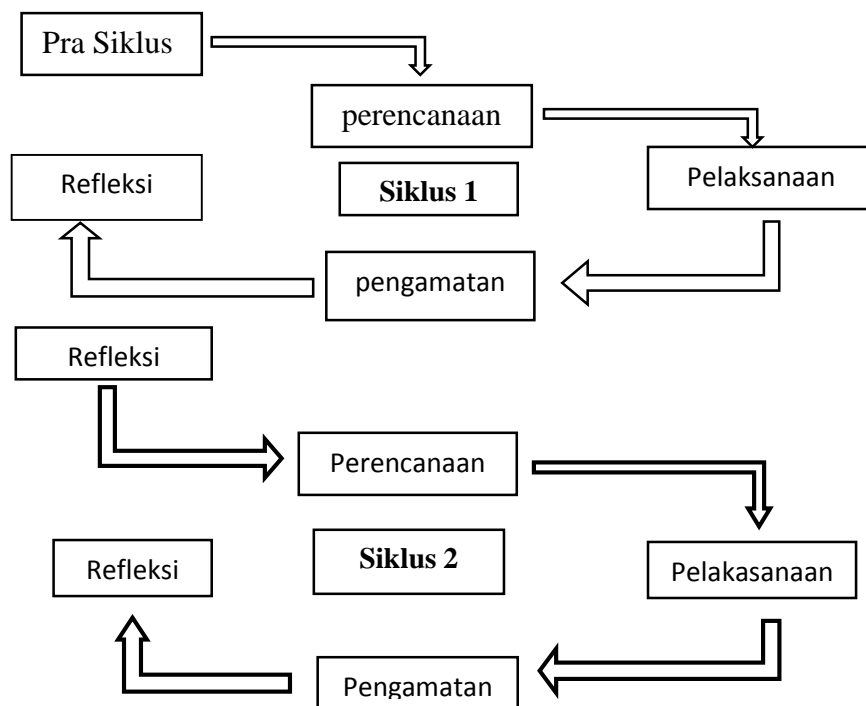 Pra Siklus
perencanaan
Pelaksanaan
Refleksi
Siklus 1
pengamatan
Refleksi
Perencanaan
Siklus 2
Refleksi
Pelakasanaan
Pengamatan